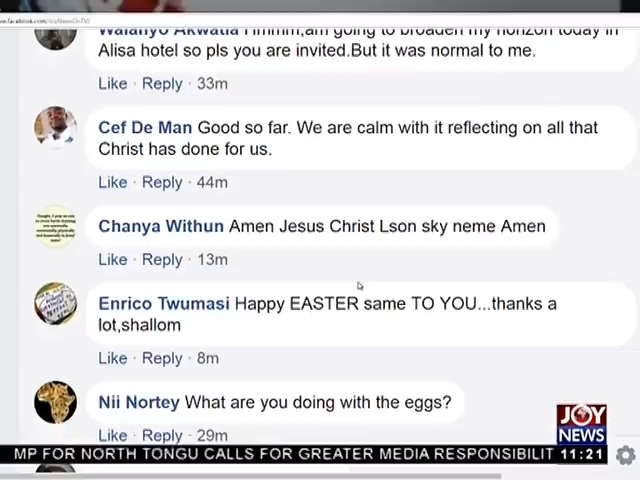 Walanyo Akwatia Hmmm,am going to broaden my horizon today in
Alisa hotel so pls you are invited.But it was normal to me.
Like · Reply · 33m
Cef De Man Good so far. We are calm with it reflecting on all that
Christ has done for us.
Like · Reply · 44m
Chanya Withun Amen Jesus Christ Lson sky neme Amen
Like · Reply · 13m
Enrico Twumasi Happy EASTER same TO YOU...thanks a
lot,shallom
Like · Reply · 8m
Nii Nortey What are you doing with the eggs?
Like · Reply · 29m
JOY
NEWS
MP FOR NORTH TONGU CALLS FOR GREATER MEDIA RESPONSIBILIT 11:21